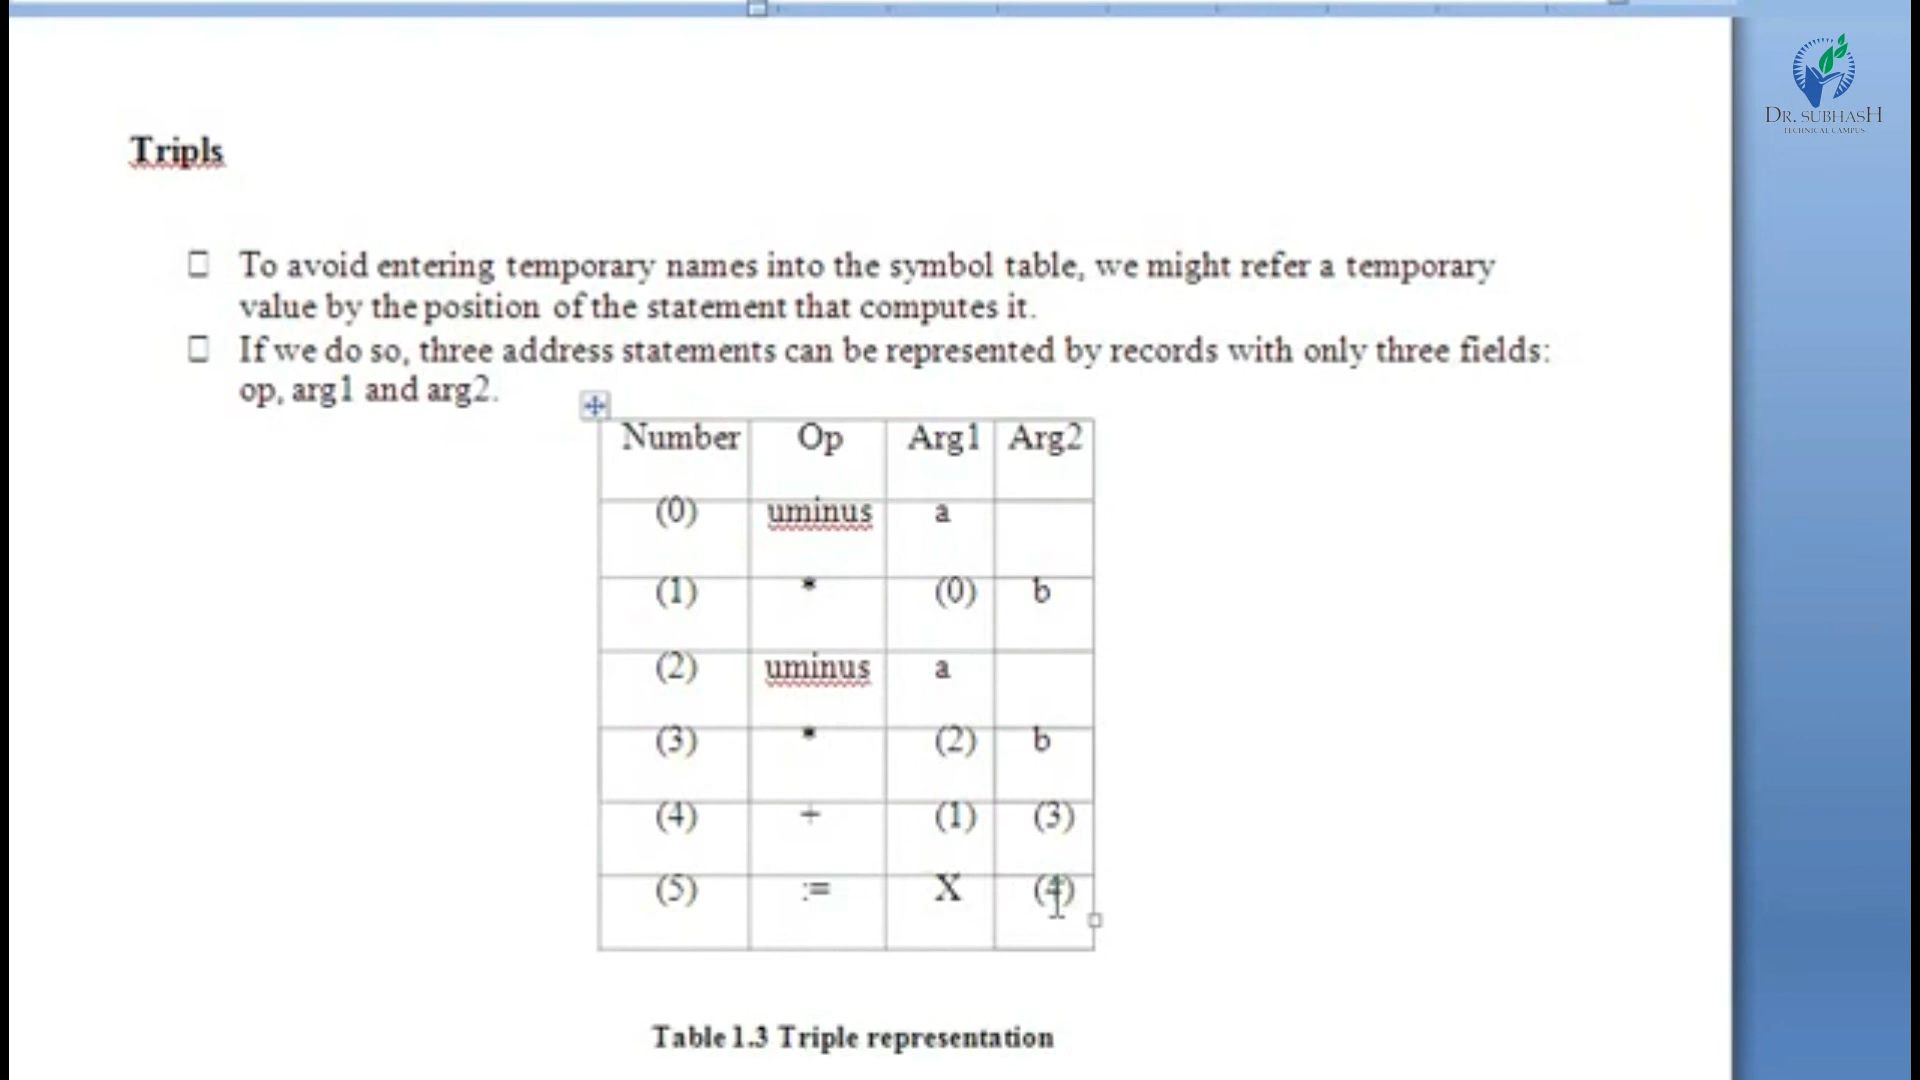 DR. SUBHASH
TECHNICAL CAMPUS
Tripls
To avoid entering temporary names into the symbol table, we might refer a temporary
value by the position of the statement that computes it.
If we do so, three address statements can be represented by records with only three fields:
op, arg1 and arg2.
Number Op Arg1 Arg2
(0) uminus a
(1) * (0) b
(2) uminus a
(3) * (2) b
(4) + (1) (3)
(5) := X (4)
Table 1.3 Triple representation